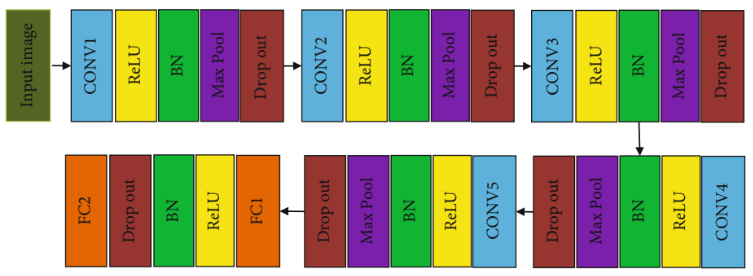 Input image
CONV1
ReLU
BN
Max Pool
Drop out
CONV2
ReLU
BN
Max Pool
Drop out
CONV3
ReLU
BN
Max Pool
Drop out
FC2
Drop out
BN
ReLU
FC1
Drop out
Max Pool
BN
ReLU
CONV5
Drop out
Max Pool
BN
ReLU
CONV4